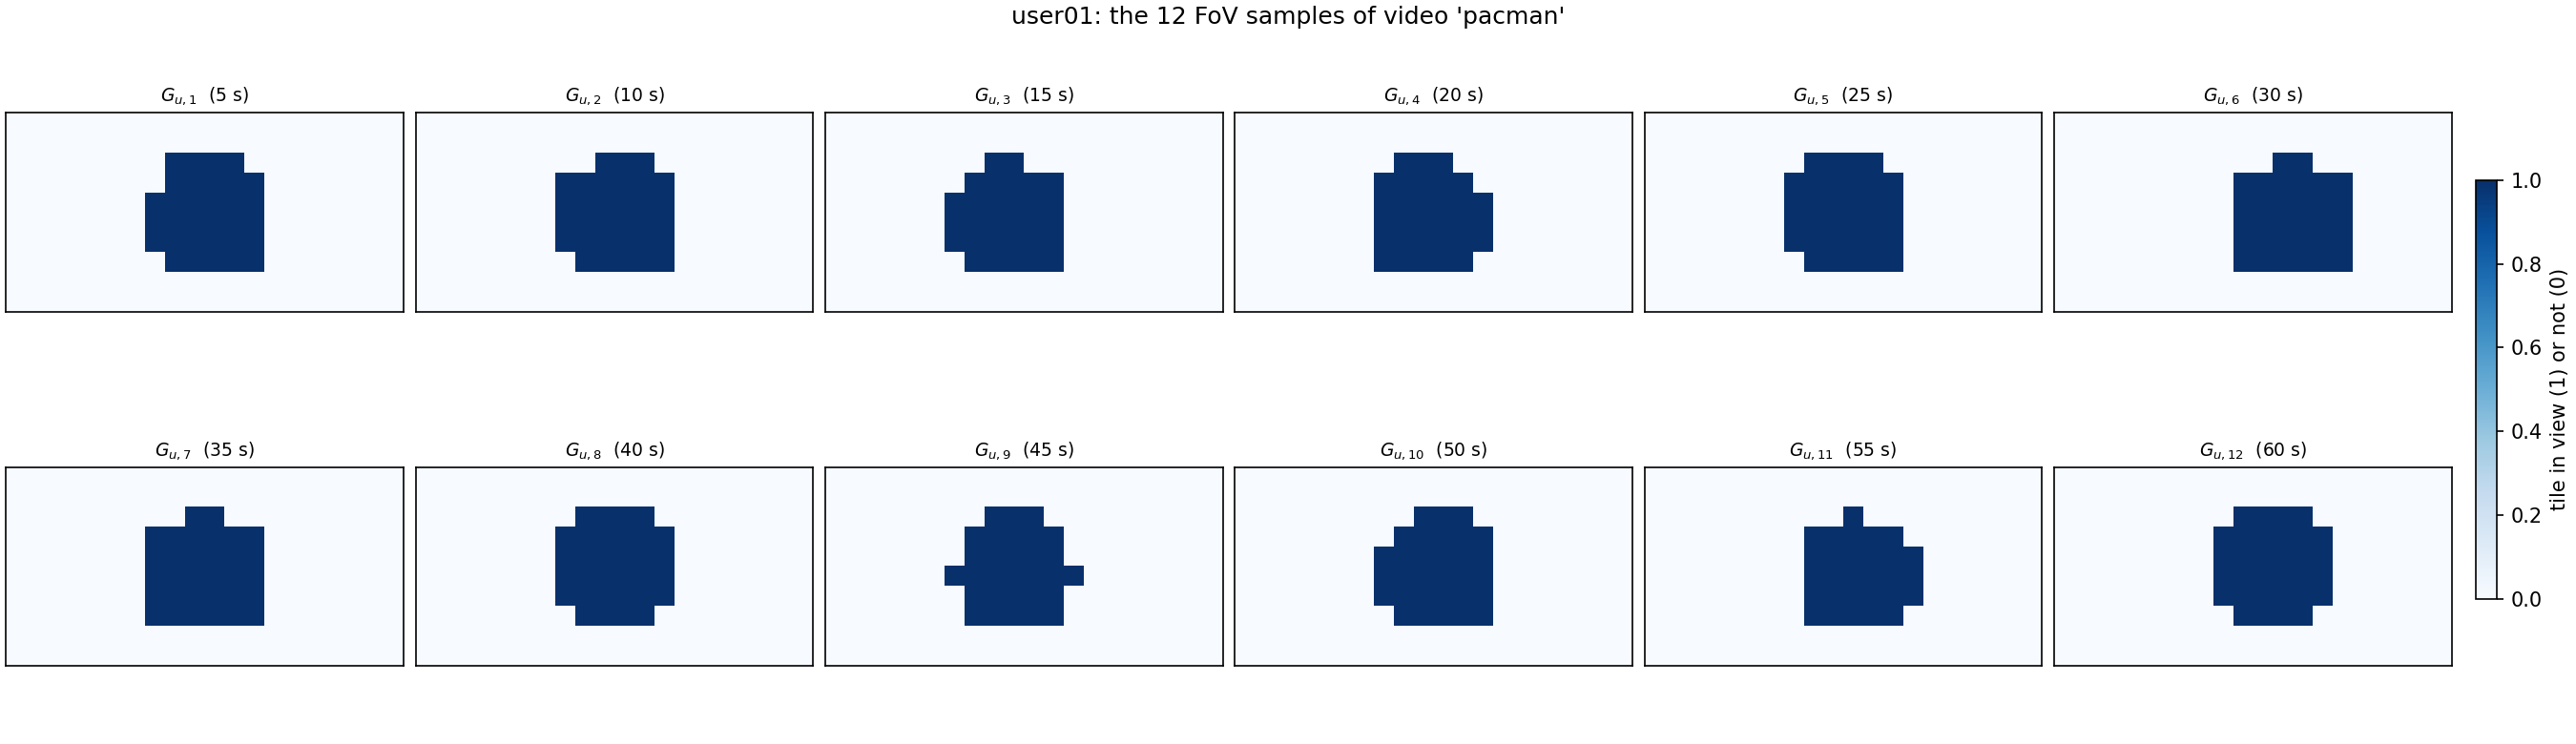 user01: the 12 FoV samples of video 'pacman'
G_{u,1} (5 s)
G_{u,2} (10 s)
G_{u,3} (15 s)
G_{u,4} (20 s)
G_{u,5} (25 s)
G_{u,6} (30 s)
G_{u,7} (35 s)
G_{u,8} (40 s)
G_{u,9} (45 s)
G_{u,10} (50 s)
G_{u,11} (55 s)
G_{u,12} (60 s)
1.0
0.8
0.6
0.4
0.2
0.0
tile in view (1) or not (0)